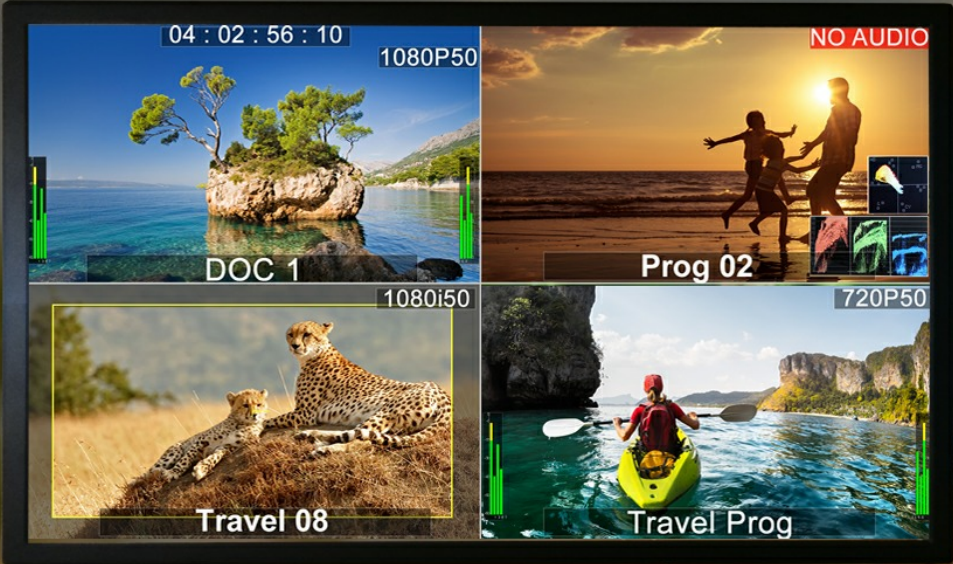 04 : 02 : 56 : 10
1080P50
DOC 1
NO AUDIO
Prog 02
1080i50
Travel 08
720P50
Travel Prog